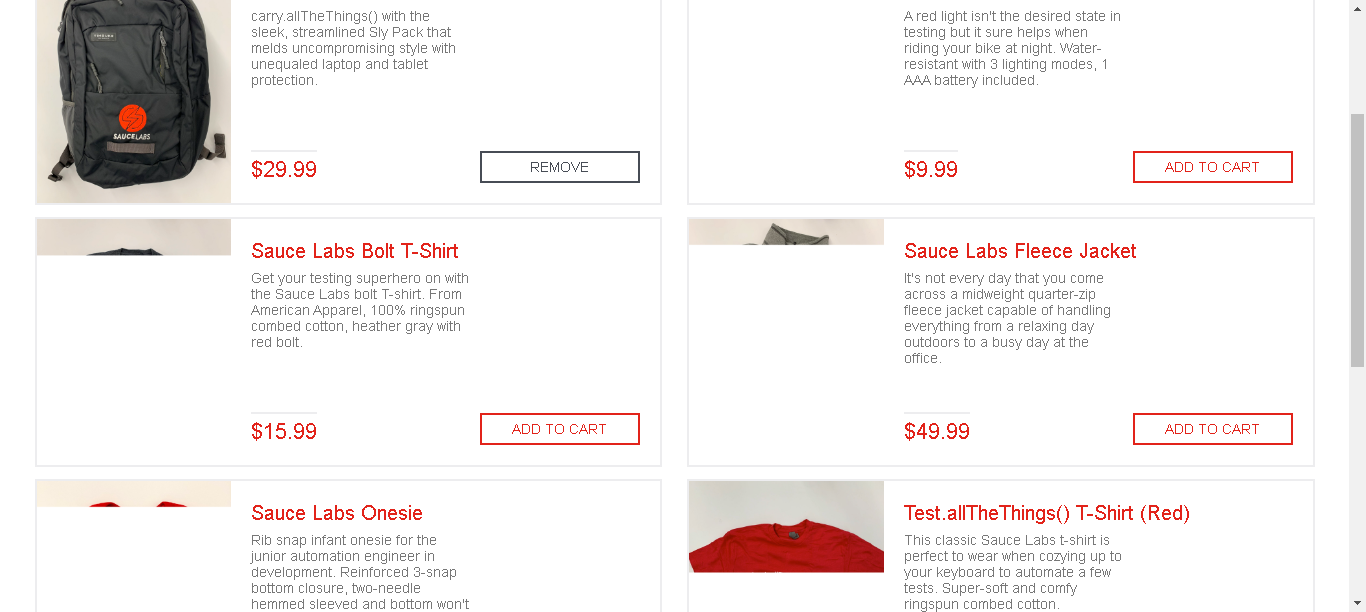 carry.allTheThings() with the
sleek, streamlined Sly Pack that
melds uncompromising style with
unequaled laptop and tablet
protection.
SAUCELABS
$29.99
REMOVE
A red light isn't the desired state in
testing but it sure helps when
riding your bike at night. Water-
resistant with 3 lighting modes, 1
AAA battery included.
$9.99
ADD TO CART
Sauce Labs Bolt T-Shirt
Get your testing superhero on with
the Sauce Labs bolt T-shirt. From
American Apparel, 100% ringspun
combed cotton, heather gray with
red bolt.
$15.99
ADD TO CART
Sauce Labs Fleece Jacket
It's not every day that you come
across a midweight quarter-zip
fleece jacket capable of handling
everything from a relaxing day
outdoors to a busy day at the
office.
$49.99
ADD TO CART
Sauce Labs Onesie
Rib snap infant onesie for the
junior automation engineer in
development. Reinforced 3-snap
bottom closure, two-needle
hemmed sleeved and bottom won't
Test.allTheThings() T-Shirt (Red)
This classic Sauce Labs t-shirt is
perfect to wear when cozying up to
your keyboard to automate a few
tests. Super-soft and comfy
ringspun combed cotton.